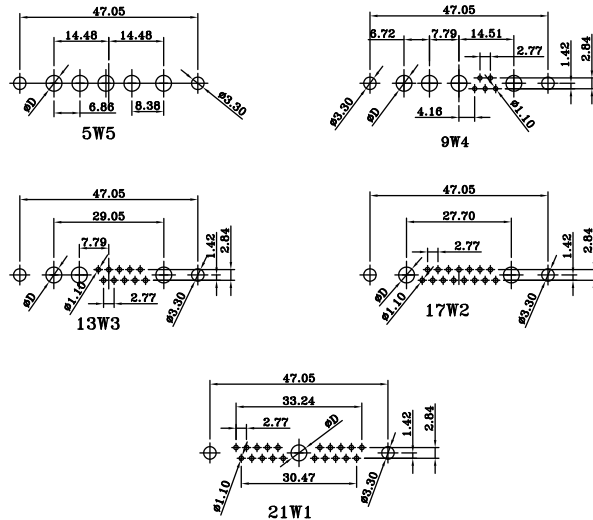 47.05
14.48 14.48
øD 6.86 8.38 ø3.30
5W5
47.05
6.72 7.79 14.51
2.77 1.42 2.84
ø3.30 øD 4.16 ø1.10
9W4
47.05
29.05
7.79 1.42 2.84
øD ø1.10 2.77 ø3.30
13W3
47.05
27.70
2.77 1.42 2.84
øD ø1.10 ø3.30
17W2
47.05
33.24
2.77 øD 1.42 2.84
ø1.10 30.47 ø3.30
21W1